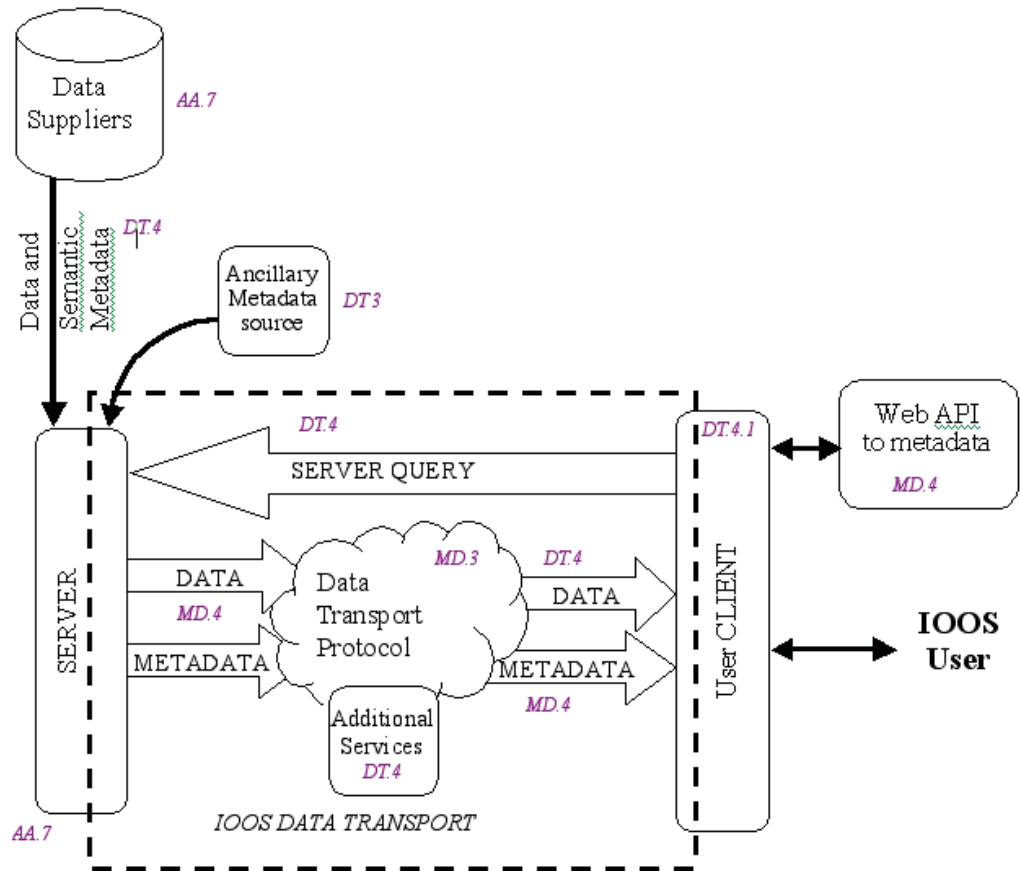 Data
Suppliers
AA.7
Data and
Semantic
Metadata
DT.4
Ancillary
Metadata
source
DT3
DT.4
SERVER QUERY
DT.4.1
Web API
to metadata
MD.4
SERVER
DATA
MD.4
METADATA
MD.3
Data
Transport
Protocol
DT.4
DATA
METADATA
MD.4
Additional
Services
DT.4
User CLIENT
IOOS
User
AA.7
IOOS DATA TRANSPORT